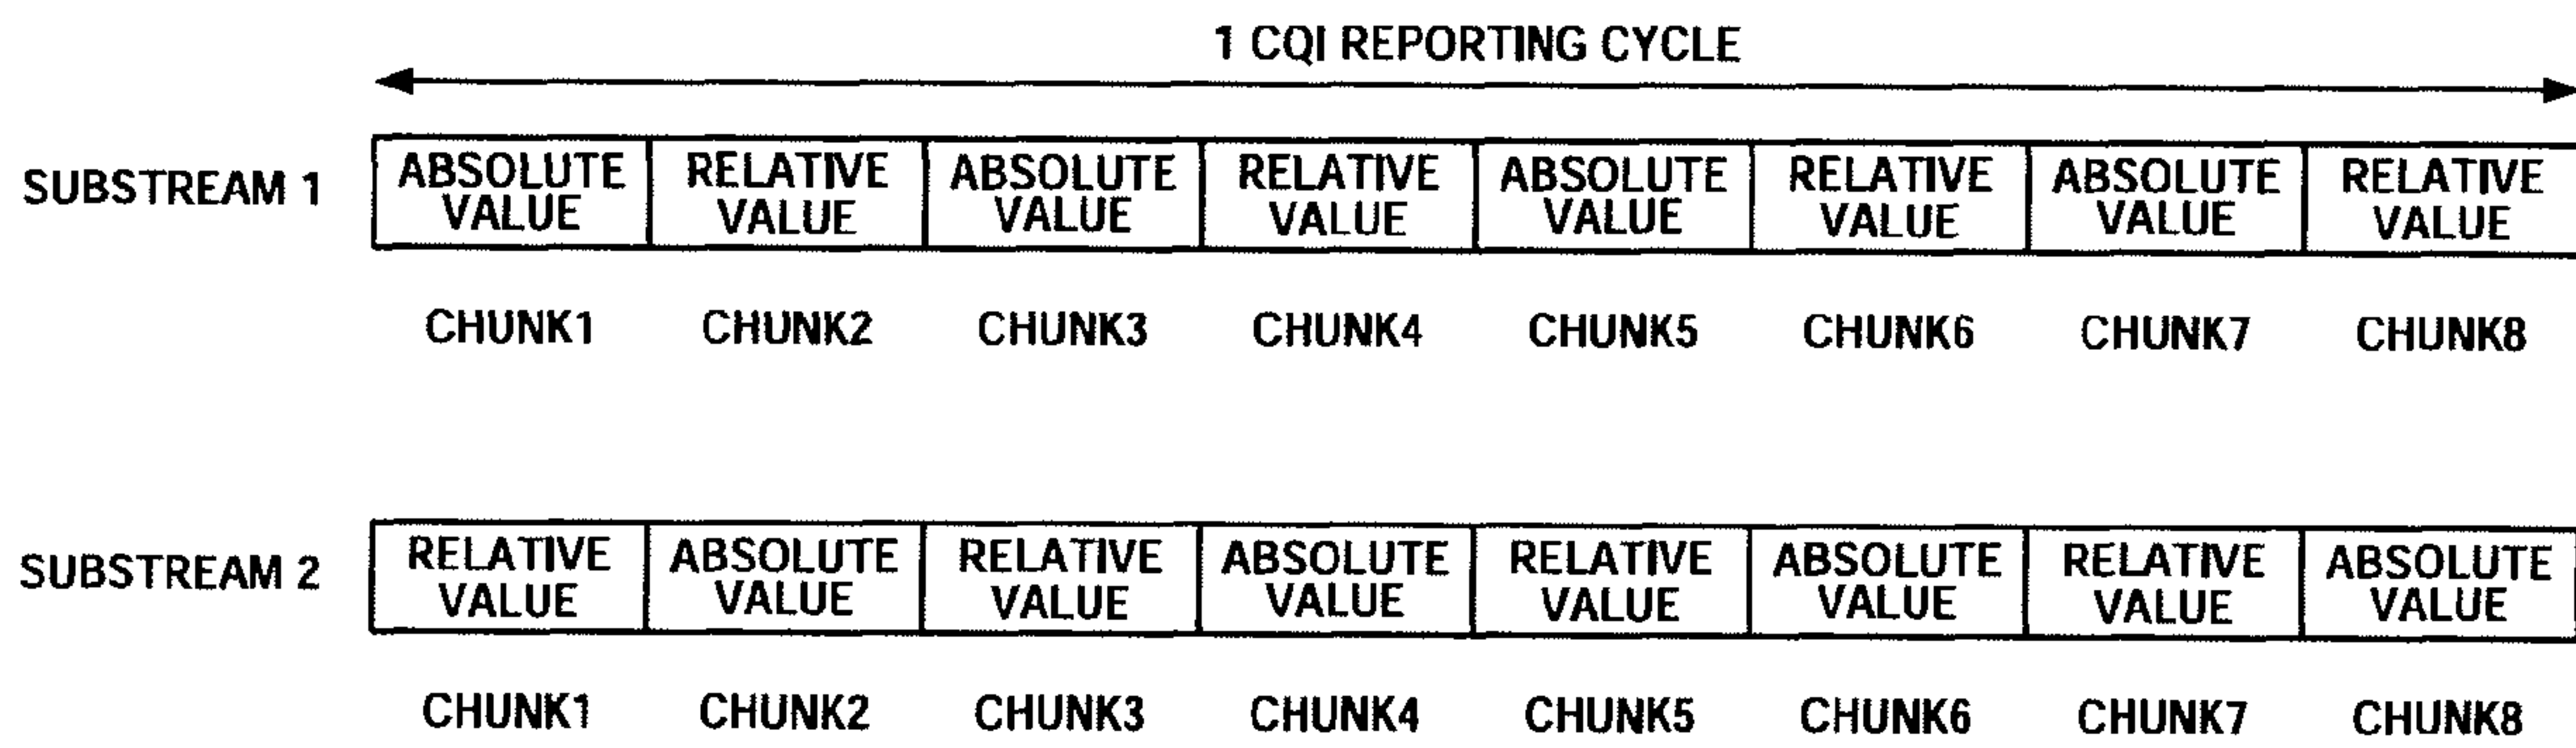 1 CQI REPORTING CYCLE
SUBSTREAM 1
ABSOLUTE VALUE
RELATIVE VALUE
ABSOLUTE VALUE
RELATIVE VALUE
ABSOLUTE VALUE
RELATIVE VALUE
ABSOLUTE VALUE
RELATIVE VALUE
CHUNK1 CHUNK2 CHUNK3 CHUNK4 CHUNK5 CHUNK6 CHUNK7 CHUNK8
SUBSTREAM 2
RELATIVE VALUE
ABSOLUTE VALUE
RELATIVE VALUE
ABSOLUTE VALUE
RELATIVE VALUE
ABSOLUTE VALUE
RELATIVE VALUE
ABSOLUTE VALUE
CHUNK1 CHUNK2 CHUNK3 CHUNK4 CHUNK5 CHUNK6 CHUNK7 CHUNK8